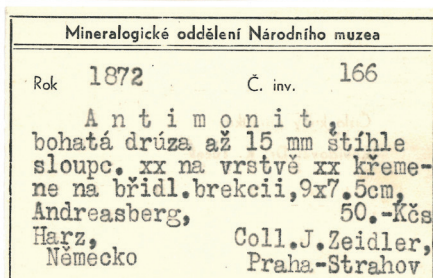 Mineralogické oddělení Národního muzea
Rok 1872 Č. inv. 166
Antimonit,
bohatá drúza až 15 mm štíhle
sloupc. xx na vrstvě xx křeme-
ne na břidl.brekcii,9x7.5cm,
Andreasberg, 50.-Kčs
Harz, Coll.J.Zeidler,
Německo Praha-Strahov